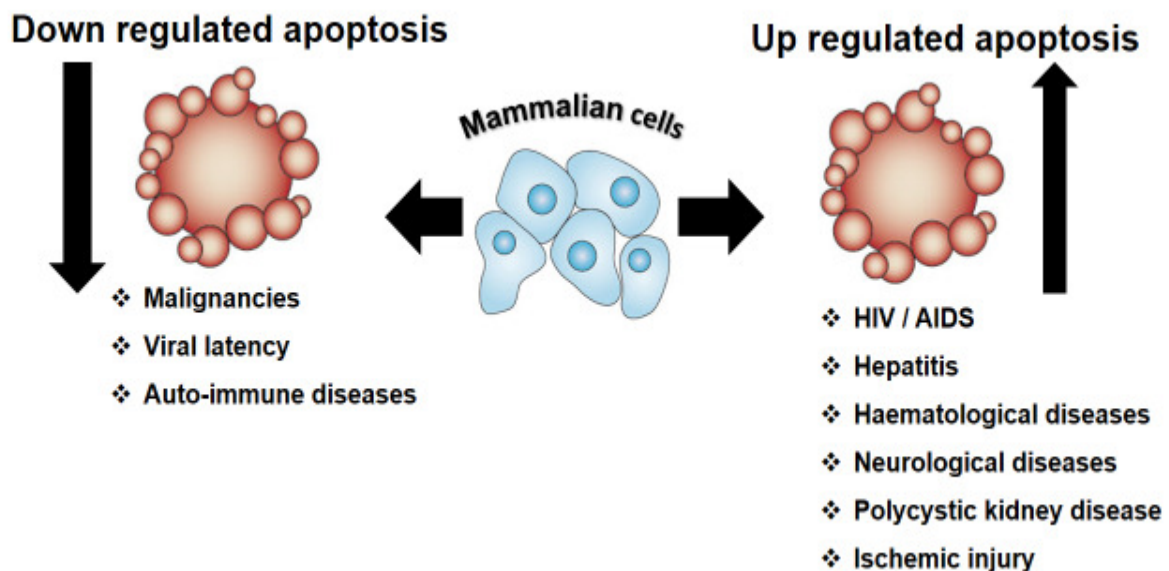 Down regulated apoptosis
Up regulated apoptosis
Mammalian cells
❖ Malignancies
❖ Viral latency
❖ Auto-immune diseases
❖ HIV / AIDS
❖ Hepatitis
❖ Haematological diseases
❖ Neurological diseases
❖ Polycystic kidney disease
❖ Ischemic injury